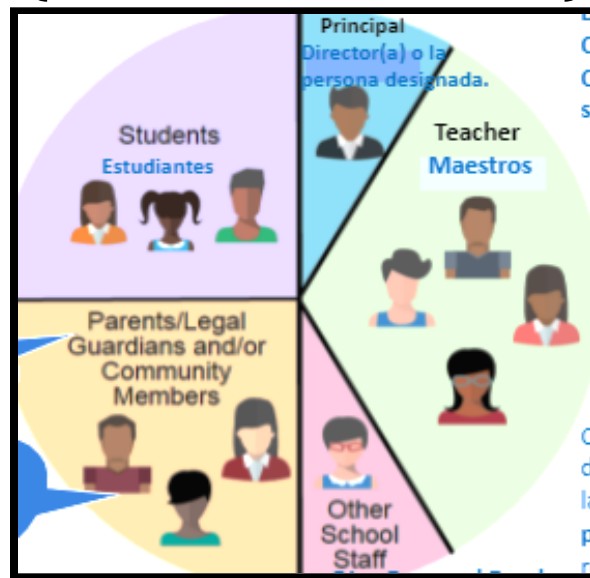 Principal
Director(a) o la
persona designada.
Students
Estudiantes
Teacher
Maestros
Parents/Legal
Guardians and/or
Community
Members
Other
School
Staff